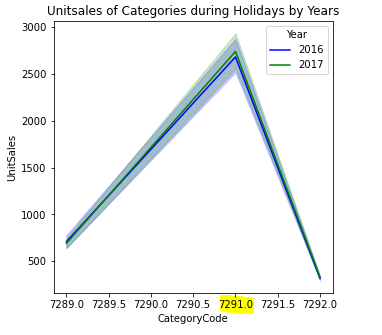 Unitsales of Categories during Holidays by Years
3000
2500
2000
1500
1000
500
UnitSales
Year
2016
2017
7289.0 7289.5 7290.0 7290.5 7291.0 7291.5 7292.0
CategoryCode